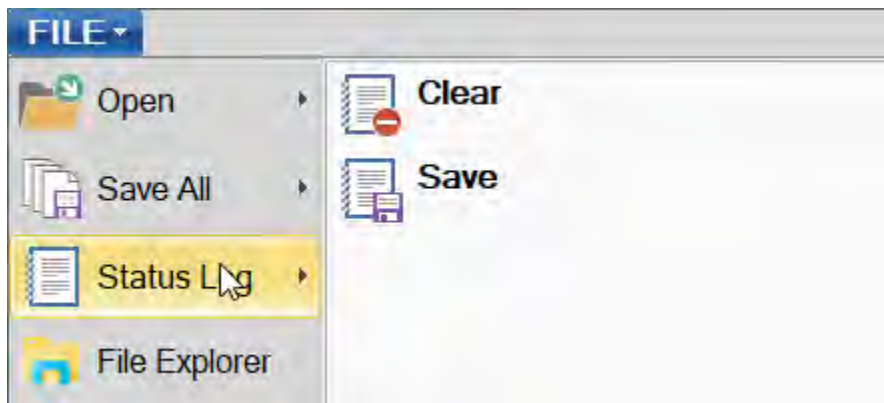 FILE
Open
Save All
Status Log
File Explorer
Clear
Save